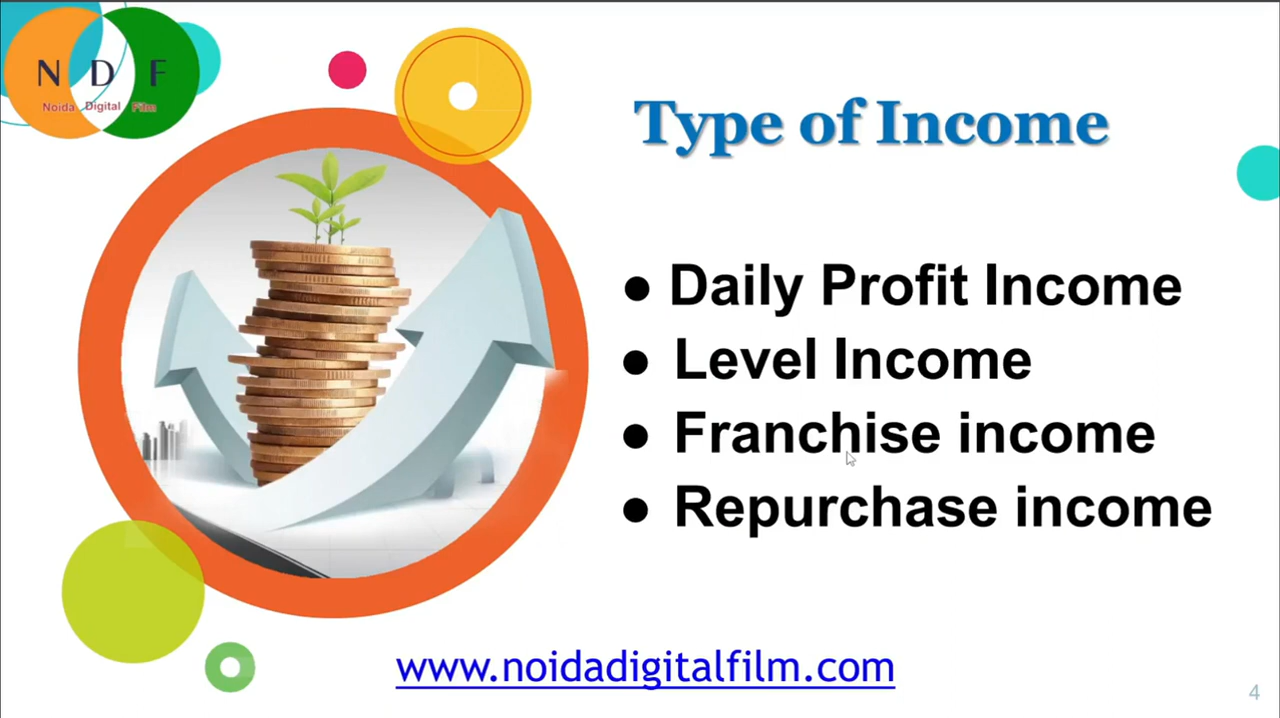 N D F
Noida Digital Film
Type of Income
● Daily Profit Income
● Level Income
● Franchise income
● Repurchase income
www.noidadigitalfilm.com
4